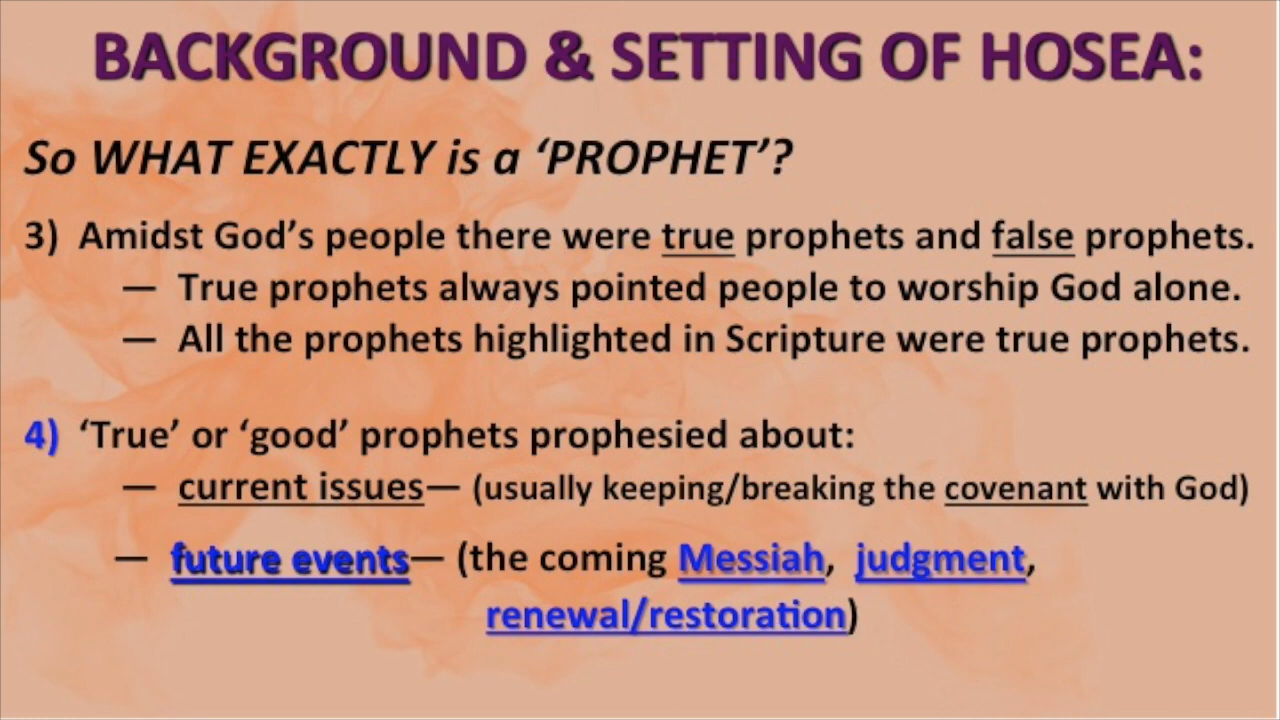 BACKGROUND & SETTING OF HOSEA:
So WHAT EXACTLY is a ‘PROPHET’?
3) Amidst God’s people there were true prophets and false prophets.
— True prophets always pointed people to worship God alone.
— All the prophets highlighted in Scripture were true prophets.
4) ‘True’ or ‘good’ prophets prophesied about:
— current issues— (usually keeping/breaking the covenant with God)
— future events— (the coming Messiah, judgment,
renewal/restoration)